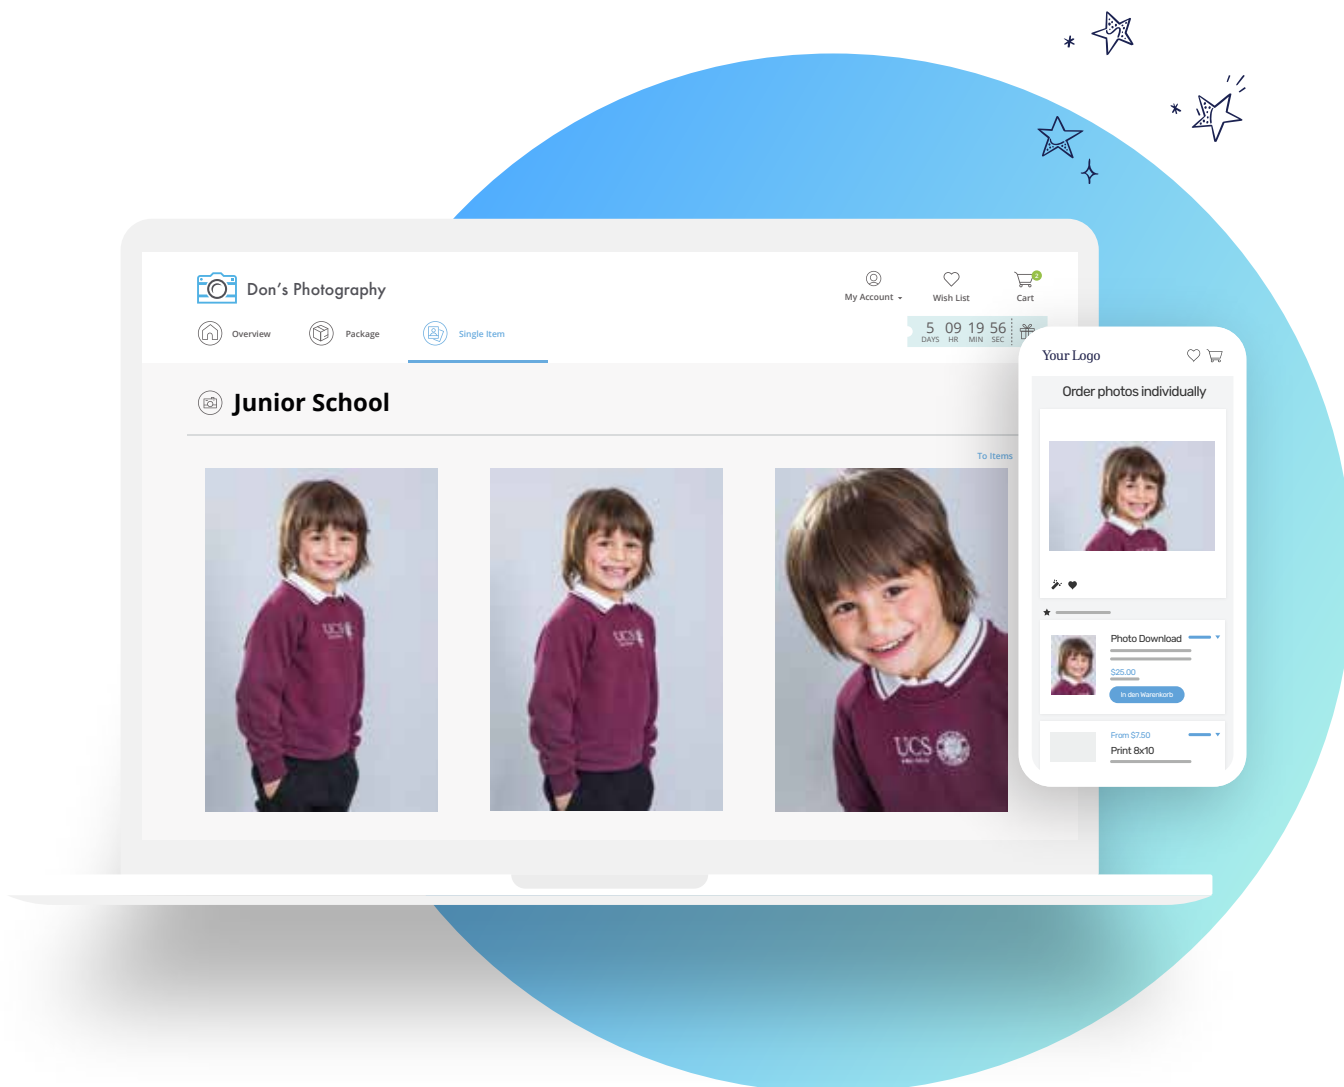 Don's Photography
My Account
Wish List
2
Cart
Overview
Package
Single Item
5 09 19 56
DAYS HR MIN SEC
Junior School
To Items
UCS
UCS
UCS
Your Logo
Order photos individually
Photo Download
$25.00
In den Warenkorb
From $7.50
Print 8x10